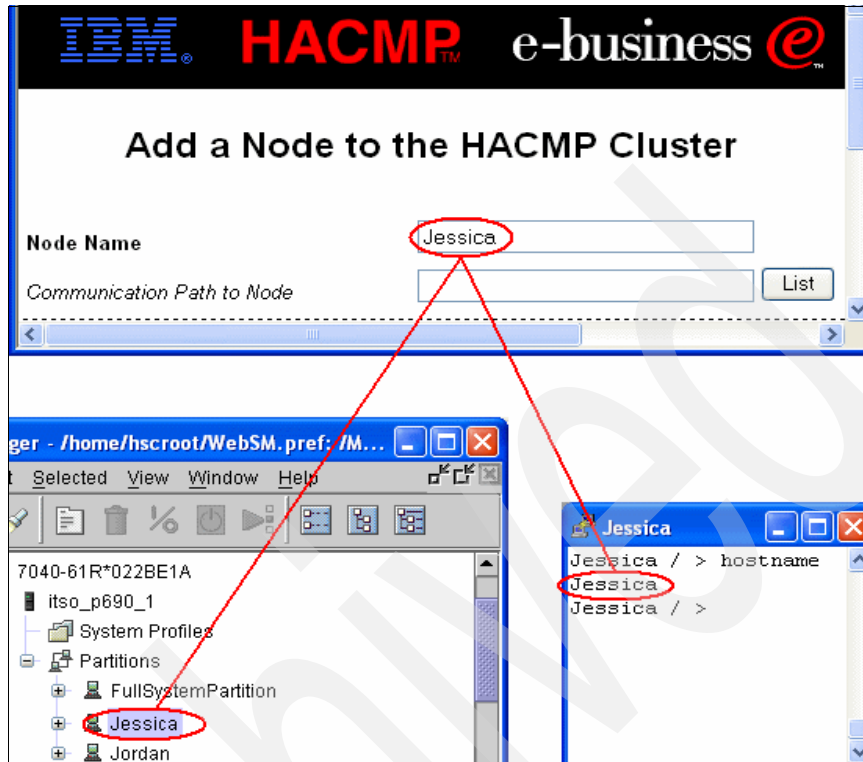 IBM® HACMP™ e-business e™
Add a Node to the HACMP Cluster
Node Name Jessica
Communication Path to Node List
ger - /home/hscroot/WebSM.pref: /M...
t Selected View Window Help
7040-61R*022BE1A
itso_p690_1
System Profiles
Partitions
FullSystemPartition
Jessica
Jordan
Jessica
Jessica / > hostname
Jessica
Jessica / >